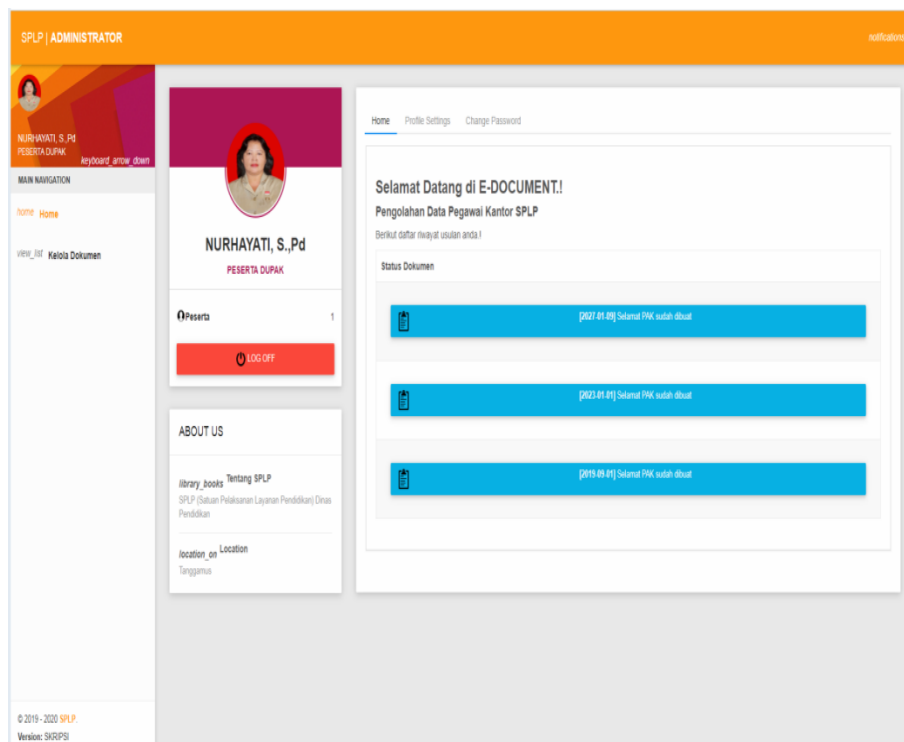 SPLP | ADMINISTRATOR
notifications
NURHAYATI, S.,Pd
PESERTA DUPAK
keyboard_arrow_down
MAIN NAVIGATION
home Home
view_list Kelola Dokumen
NURHAYATI, S.,Pd
PESERTA DUPAK
Peserta 1
LOG OFF
ABOUT US
library_books Tentang SPLP
SPLP (Satuan Pelaksanan Layanan Pendidikan) Dinas
Pendidikan
location_on Location
Tanggamus
Home Profile Settings Change Password
Selamat Datang di E-DOCUMENT.!
Pengolahan Data Pegawai Kantor SPLP
Berikut daftar riwayat usulan anda.!
Status Dokumen
[2027-01-09] Selamat PAK sudah dibuat
[2023-01-01] Selamat PAK sudah dibuat
[2019-09-01] Selamat PAK sudah dibuat
© 2019 - 2020 SPLP.
Version: SKRIPSI